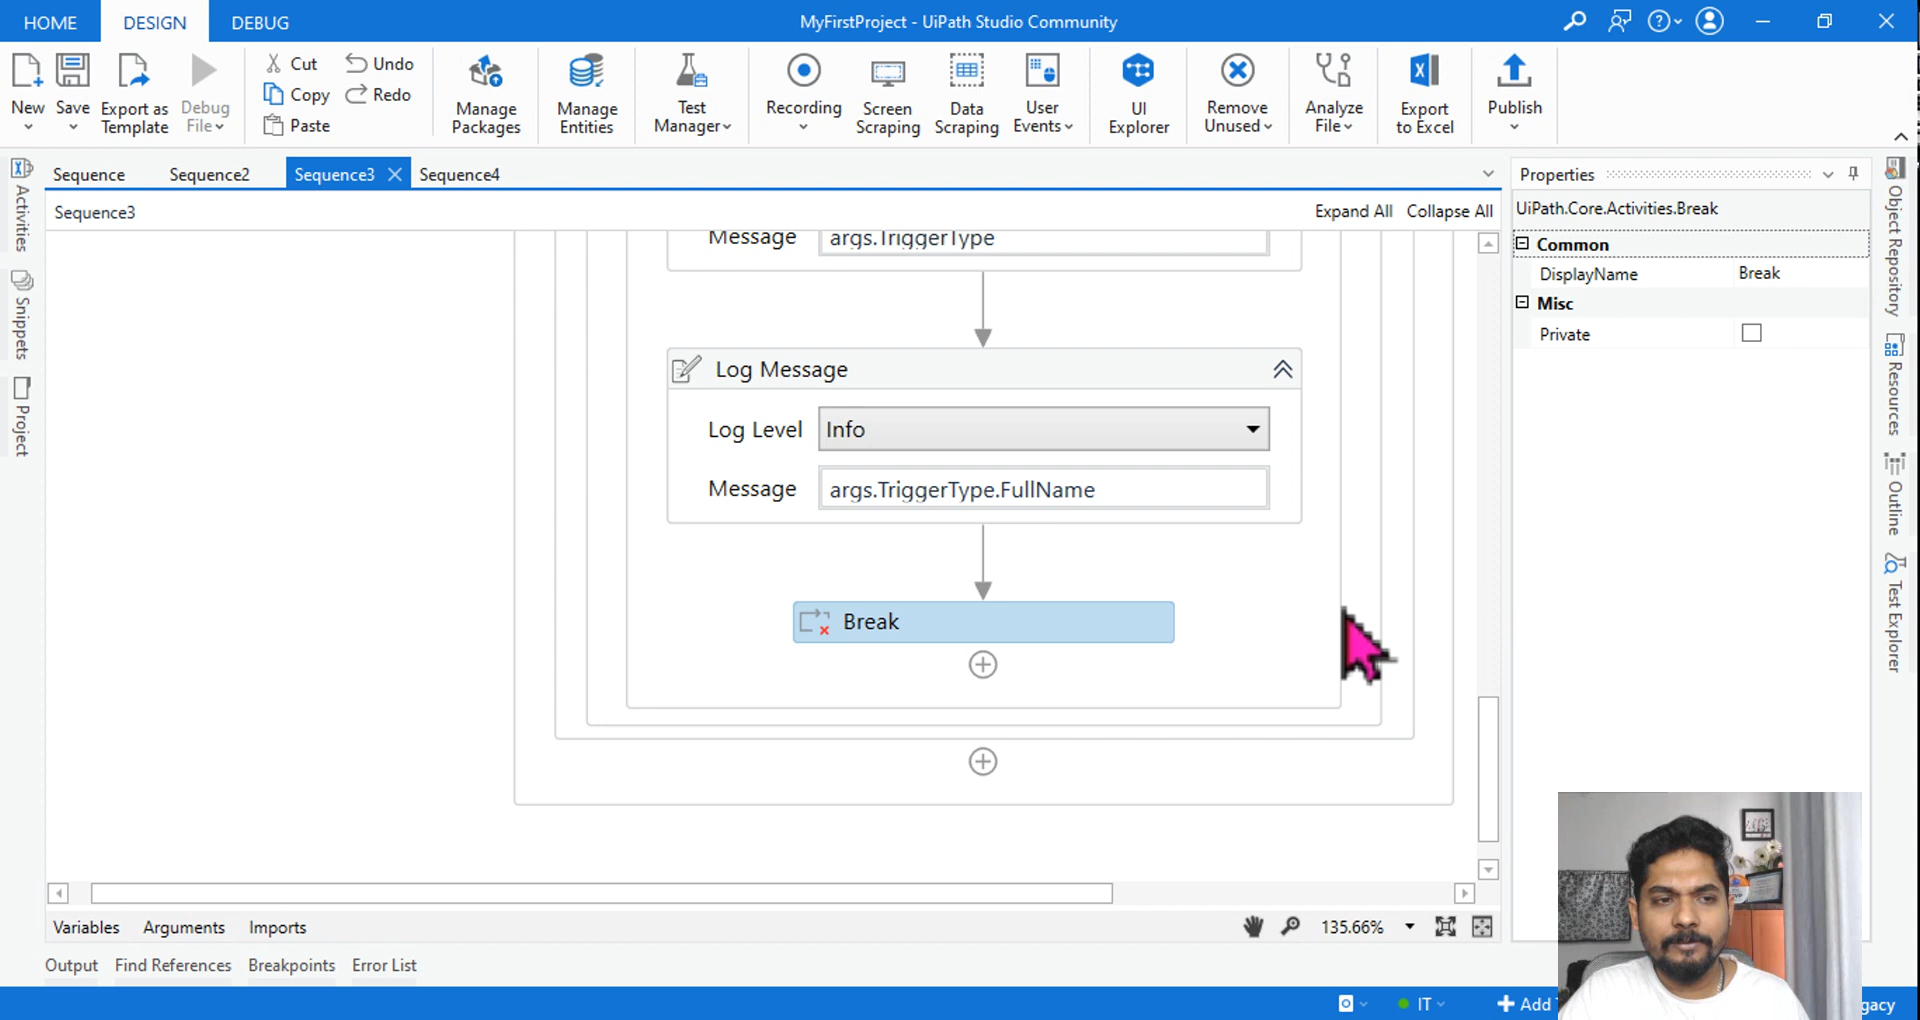 HOME DESIGN DEBUG MyFirstProject - UiPath Studio Community
New Save Export as Template Debug File
Cut Undo
Copy Redo
Paste
Manage Packages Manage Entities Test Manager Recording Screen Scraping Data Scraping User Events UI Explorer Remove Unused Analyze File Export to Excel Publish
Sequence Sequence2 Sequence3 Sequence4
Sequence3 Expand All Collapse All
Message args.TriggerType
Log Message
Log Level Info
Message args.TriggerType.FullName
Break
Activities
Snippets
Project
Properties
UiPath.Core.Activities.Break
Common
DisplayName Break
Misc
Private
Object Repository
Resources
Outline
Test Explorer
Variables Arguments Imports 135.66%
Output Find References Breakpoints Error List
IT Add